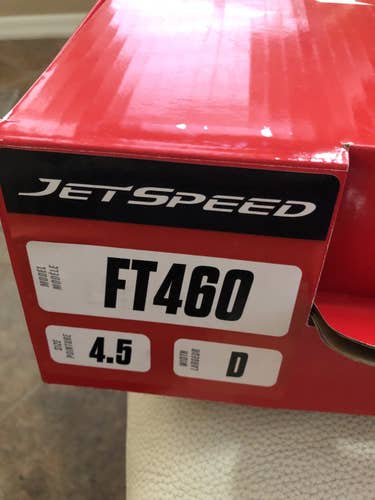 JETSPEED
MODEL
MODÈLE
FT460
SIZE
POINTURE
4.5
WIDTH
LARGEUR
D